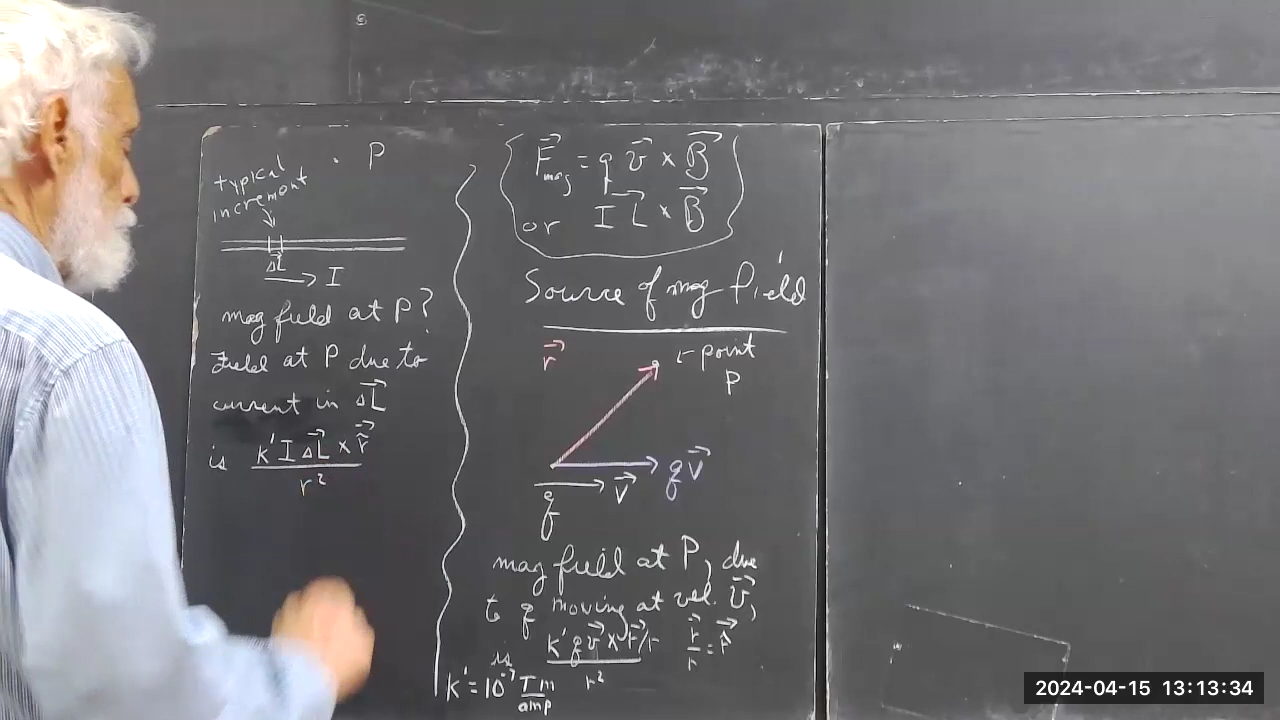 typical
increment
. P
ΔL⃗
→ I
mag field at P?
Field at P due to
current in ΔL⃗
is k' I ΔL⃗ × r̂ / r²
F⃗mag = q v⃗ × B⃗
or I L⃗ × B⃗
Source of mag field
r⃗
← point
P
q v⃗
v⃗
q
mag field at P, due
to q moving at vel. v⃗,
is k' q v⃗ × r⃗/r / r² r⃗/r = r̂
k' = 10⁻⁷ T m / amp
2024-04-15 13:13:34